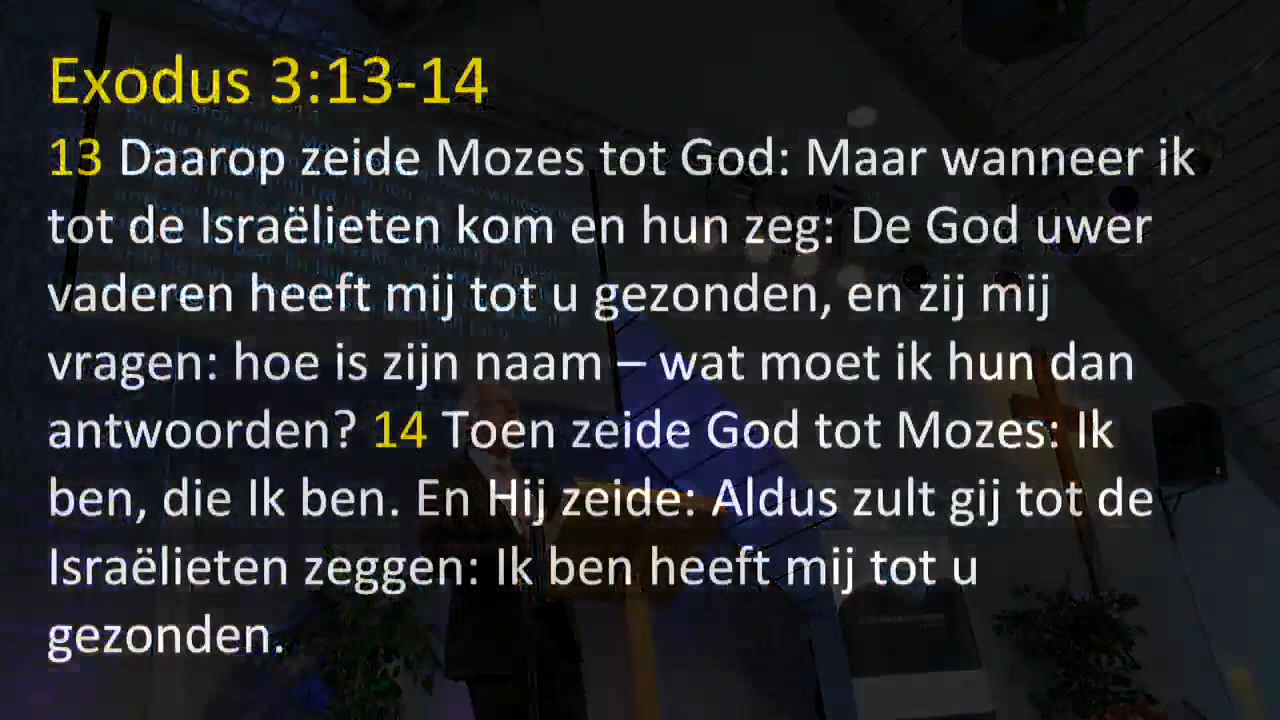 Exodus 3:13-14
13 Daarop zeide Mozes tot God: Maar wanneer ik
tot de Israëlieten kom en hun zeg: De God uwer
vaderen heeft mij tot u gezonden, en zij mij
vragen: hoe is zijn naam – wat moet ik hun dan
antwoorden? 14 Toen zeide God tot Mozes: Ik
ben, die Ik ben. En Hij zeide: Aldus zult gij tot de
Israëlieten zeggen: Ik ben heeft mij tot u
gezonden.